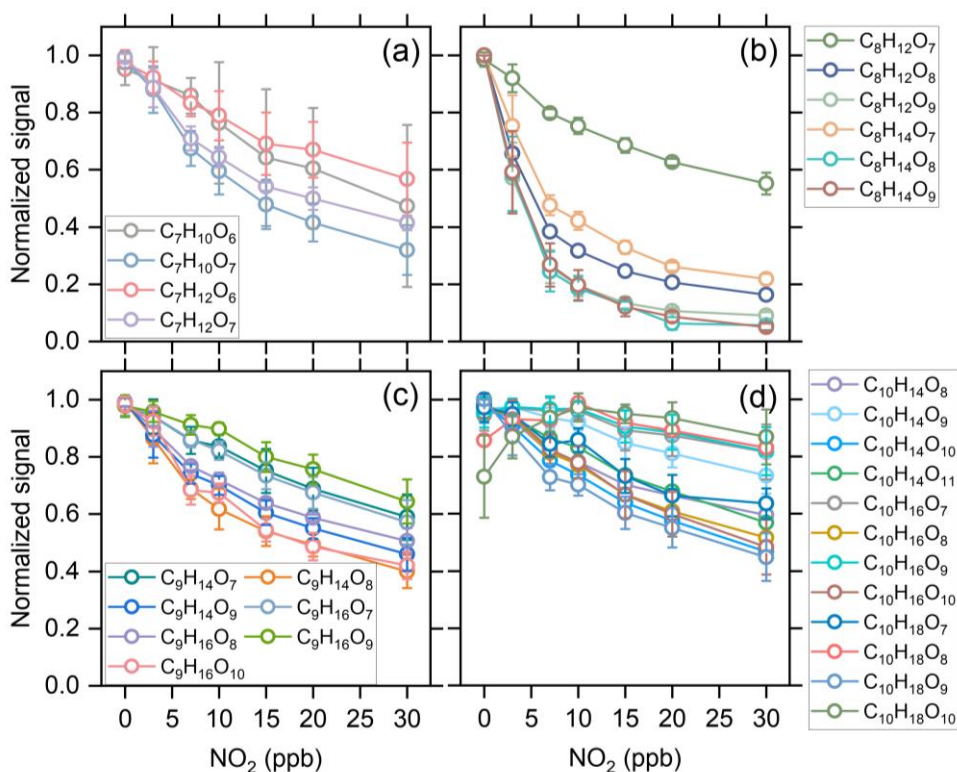 (a)
Normalized signal
1.0
0.8
0.6
0.4
0.2
0.0
C₇H₁₀O₆
C₇H₁₀O₇
C₇H₁₂O₆
C₇H₁₂O₇
(b)
C₈H₁₂O₇
C₈H₁₂O₈
C₈H₁₂O₉
C₈H₁₄O₇
C₈H₁₄O₈
C₈H₁₄O₉
(c)
Normalized signal
1.0
0.8
0.6
0.4
0.2
0.0
C₉H₁₄O₇ C₉H₁₄O₈
C₉H₁₄O₉ C₉H₁₆O₇
C₉H₁₆O₈ C₉H₁₆O₉
C₉H₁₆O₁₀
0 5 10 15 20 25 30
NO₂ (ppb)
(d)
0 5 10 15 20 25 30
NO₂ (ppb)
C₁₀H₁₄O₈
C₁₀H₁₄O₉
C₁₀H₁₄O₁₀
C₁₀H₁₄O₁₁
C₁₀H₁₆O₇
C₁₀H₁₆O₈
C₁₀H₁₆O₉
C₁₀H₁₆O₁₀
C₁₀H₁₈O₇
C₁₀H₁₈O₈
C₁₀H₁₈O₉
C₁₀H₁₈O₁₀